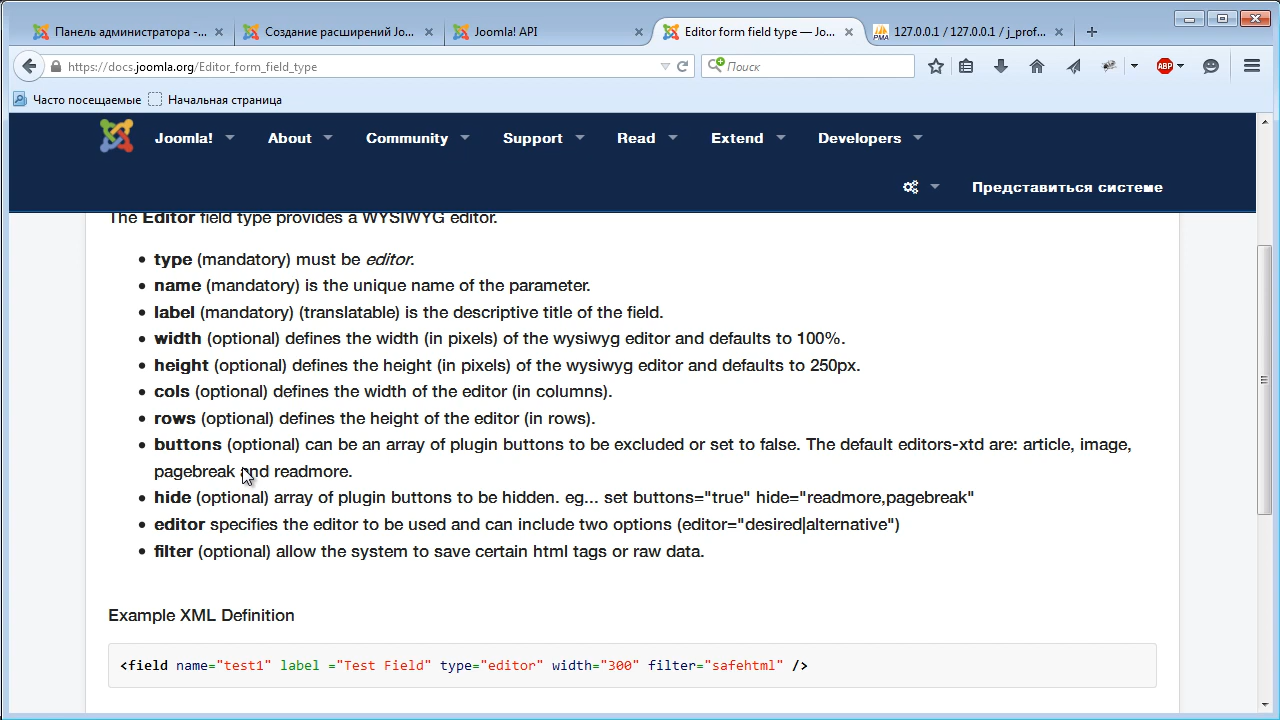 Панель администратора -...
Создание расширений Jo...
Joomla! API
Editor form field type — Jo...
127.0.0.1 / 127.0.0.1 / j_prof...
https://docs.joomla.org/Editor_form_field_type
Поиск
ABP
Часто посещаемые
Начальная страница
Joomla!
About
Community
Support
Read
Extend
Developers
Представиться системе
The Editor field type provides a WYSIWYG editor.
• type (mandatory) must be editor.
• name (mandatory) is the unique name of the parameter.
• label (mandatory) (translatable) is the descriptive title of the field.
• width (optional) defines the width (in pixels) of the wysiwyg editor and defaults to 100%.
• height (optional) defines the height (in pixels) of the wysiwyg editor and defaults to 250px.
• cols (optional) defines the width of the editor (in columns).
• rows (optional) defines the height of the editor (in rows).
• buttons (optional) can be an array of plugin buttons to be excluded or set to false. The default editors-xtd are: article, image,
pagebreak and readmore.
• hide (optional) array of plugin buttons to be hidden. eg... set buttons="true" hide="readmore,pagebreak"
• editor specifies the editor to be used and can include two options (editor="desired|alternative")
• filter (optional) allow the system to save certain html tags or raw data.
Example XML Definition
<field name="test1" label ="Test Field" type="editor" width="300" filter="safehtml" />